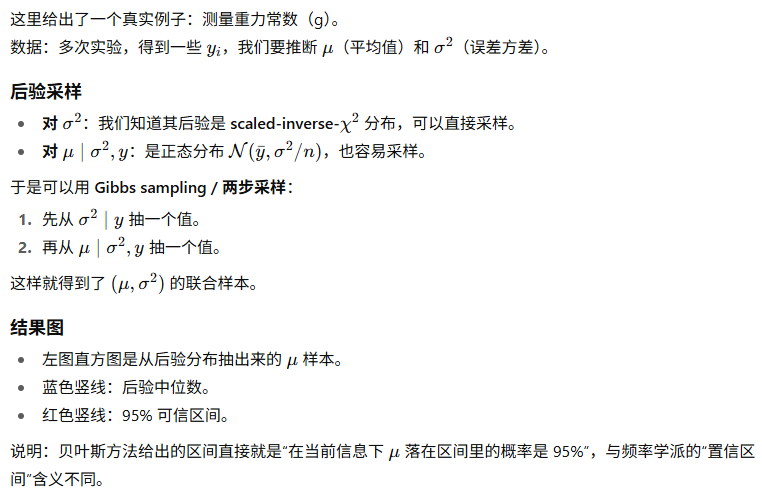 这里给出了一个真实例子：测量重力常数（g）。
数据：多次实验，得到一些 yᵢ，我们要推断 μ（平均值）和 σ²（误差方差）。
后验采样
• 对 σ²：我们知道其后验是 scaled-inverse-χ² 分布，可以直接采样。
• 对 μ | σ², y：是正态分布 𝒩(ȳ, σ²/n)，也容易采样。
于是可以用 Gibbs sampling / 两步采样：
1. 先从 σ² | y 抽一个值。
2. 再从 μ | σ², y 抽一个值。
这样就得到了 (μ, σ²) 的联合样本。
结果图
• 左图直方图是从后验分布抽出来的 μ 样本。
• 蓝色竖线：后验中位数。
• 红色竖线：95% 可信区间。
说明：贝叶斯方法给出的区间直接就是“在当前信息下 μ 落在区间里的概率是 95%”，与频率学派的“置信区
间”含义不同。